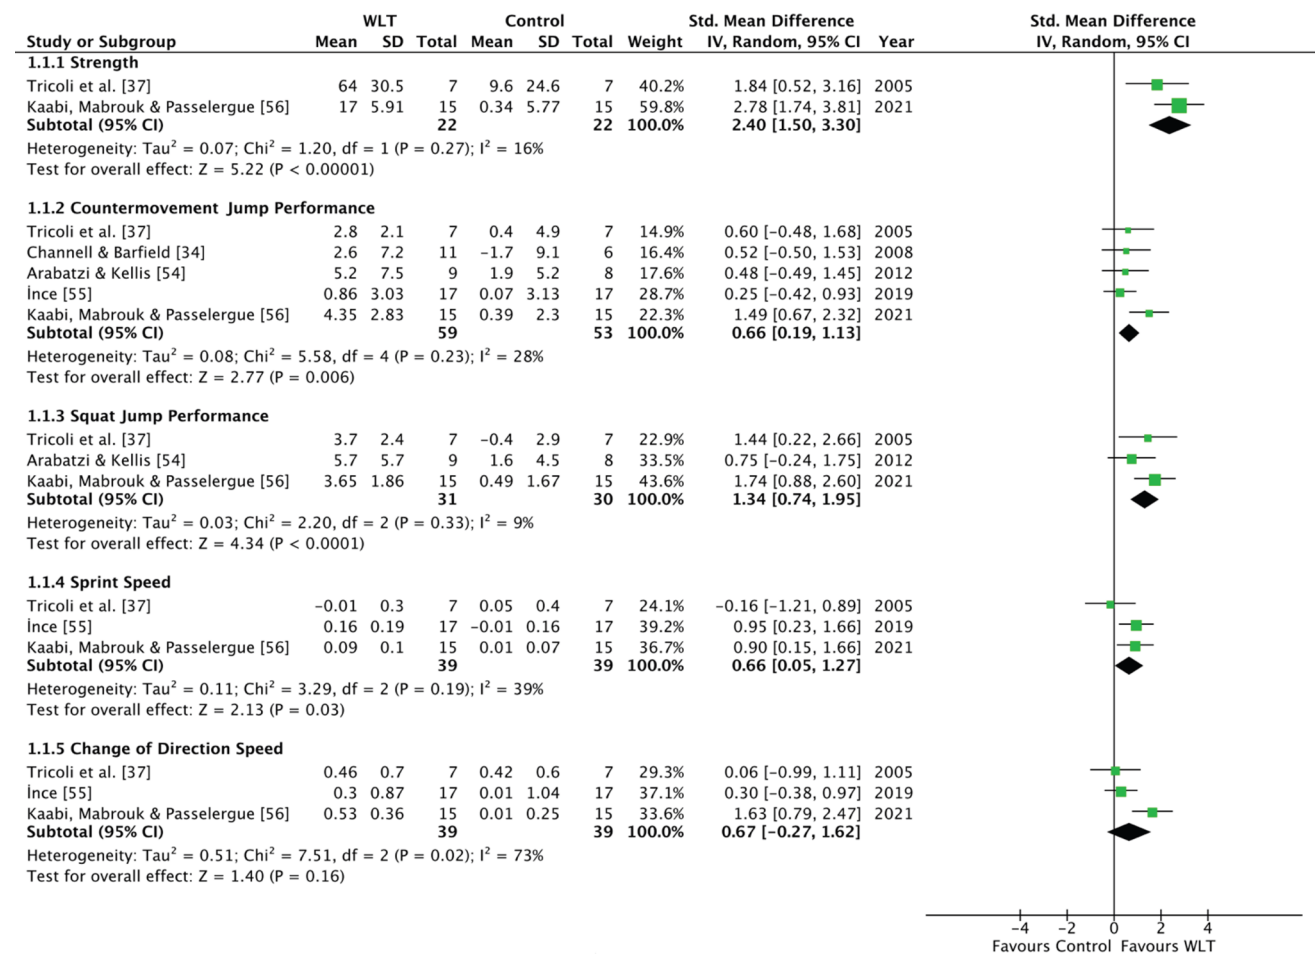 WLT Control Std. Mean Difference Std. Mean Difference
Study or Subgroup Mean SD Total Mean SD Total Weight IV, Random, 95% CI Year IV, Random, 95% CI
1.1.1 Strength
Tricoli et al. [37] 64 30.5 7 9.6 24.6 7 40.2% 1.84 [0.52, 3.16] 2005
Kaabi, Mabrouk & Passelergue [56] 17 5.91 15 0.34 5.77 15 59.8% 2.78 [1.74, 3.81] 2021
Subtotal (95% CI) 22 22 100.0% 2.40 [1.50, 3.30]
Heterogeneity: Tau² = 0.07; Chi² = 1.20, df = 1 (P = 0.27); I² = 16%
Test for overall effect: Z = 5.22 (P < 0.00001)
1.1.2 Countermovement Jump Performance
Tricoli et al. [37] 2.8 2.1 7 0.4 4.9 7 14.9% 0.60 [−0.48, 1.68] 2005
Channell & Barfield [34] 2.6 7.2 11 −1.7 9.1 6 16.4% 0.52 [−0.50, 1.53] 2008
Arabatzi & Kellis [54] 5.2 7.5 9 1.9 5.2 8 17.6% 0.48 [−0.49, 1.45] 2012
İnce [55] 0.86 3.03 17 0.07 3.13 17 28.7% 0.25 [−0.42, 0.93] 2019
Kaabi, Mabrouk & Passelergue [56] 4.35 2.83 15 0.39 2.3 15 22.3% 1.49 [0.67, 2.32] 2021
Subtotal (95% CI) 59 53 100.0% 0.66 [0.19, 1.13]
Heterogeneity: Tau² = 0.08; Chi² = 5.58, df = 4 (P = 0.23); I² = 28%
Test for overall effect: Z = 2.77 (P = 0.006)
1.1.3 Squat Jump Performance
Tricoli et al. [37] 3.7 2.4 7 −0.4 2.9 7 22.9% 1.44 [0.22, 2.66] 2005
Arabatzi & Kellis [54] 5.7 5.7 9 1.6 4.5 8 33.5% 0.75 [−0.24, 1.75] 2012
Kaabi, Mabrouk & Passelergue [56] 3.65 1.86 15 0.49 1.67 15 43.6% 1.74 [0.88, 2.60] 2021
Subtotal (95% CI) 31 30 100.0% 1.34 [0.74, 1.95]
Heterogeneity: Tau² = 0.03; Chi² = 2.20, df = 2 (P = 0.33); I² = 9%
Test for overall effect: Z = 4.34 (P < 0.0001)
1.1.4 Sprint Speed
Tricoli et al. [37] −0.01 0.3 7 0.05 0.4 7 24.1% −0.16 [−1.21, 0.89] 2005
İnce [55] 0.16 0.19 17 −0.01 0.16 17 39.2% 0.95 [0.23, 1.66] 2019
Kaabi, Mabrouk & Passelergue [56] 0.09 0.1 15 0.01 0.07 15 36.7% 0.90 [0.15, 1.66] 2021
Subtotal (95% CI) 39 39 100.0% 0.66 [0.05, 1.27]
Heterogeneity: Tau² = 0.11; Chi² = 3.29, df = 2 (P = 0.19); I² = 39%
Test for overall effect: Z = 2.13 (P = 0.03)
1.1.5 Change of Direction Speed
Tricoli et al. [37] 0.46 0.7 7 0.42 0.6 7 29.3% 0.06 [−0.99, 1.11] 2005
İnce [55] 0.3 0.87 17 0.01 1.04 17 37.1% 0.30 [−0.38, 0.97] 2019
Kaabi, Mabrouk & Passelergue [56] 0.53 0.36 15 0.01 0.25 15 33.6% 1.63 [0.79, 2.47] 2021
Subtotal (95% CI) 39 39 100.0% 0.67 [−0.27, 1.62]
Heterogeneity: Tau² = 0.51; Chi² = 7.51, df = 2 (P = 0.02); I² = 73%
Test for overall effect: Z = 1.40 (P = 0.16)
−4 −2 0 2 4
Favours Control Favours WLT